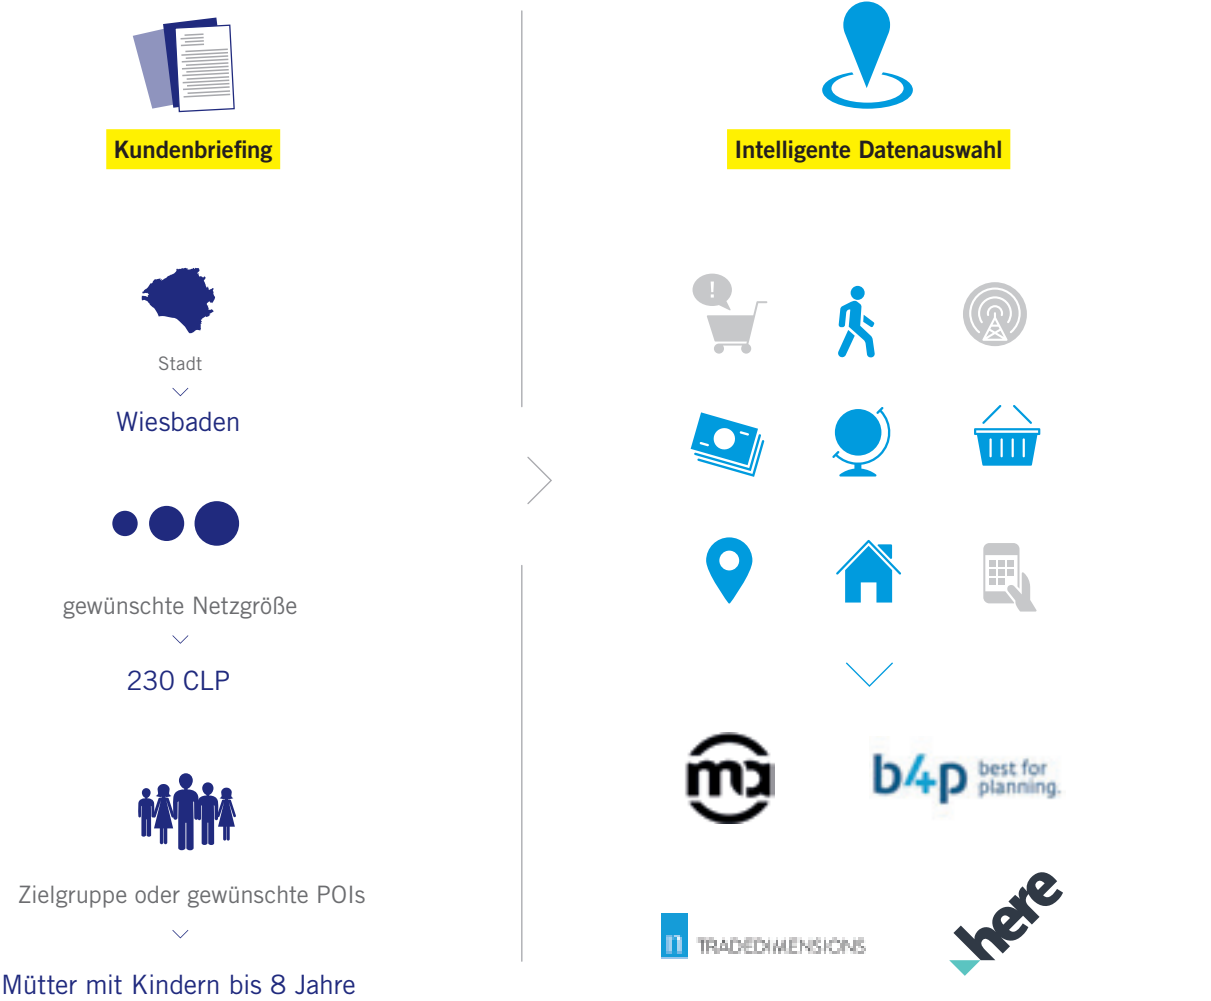 Kundenbriefing
Stadt
Wiesbaden
gewünschte Netzgröße
230 CLP
Zielgruppe oder gewünschte POIs
Mütter mit Kindern bis 8 Jahre
Intelligente Datenauswahl
!
ma
b4p best for
planning.
n TRADEDIMENSIONS
here